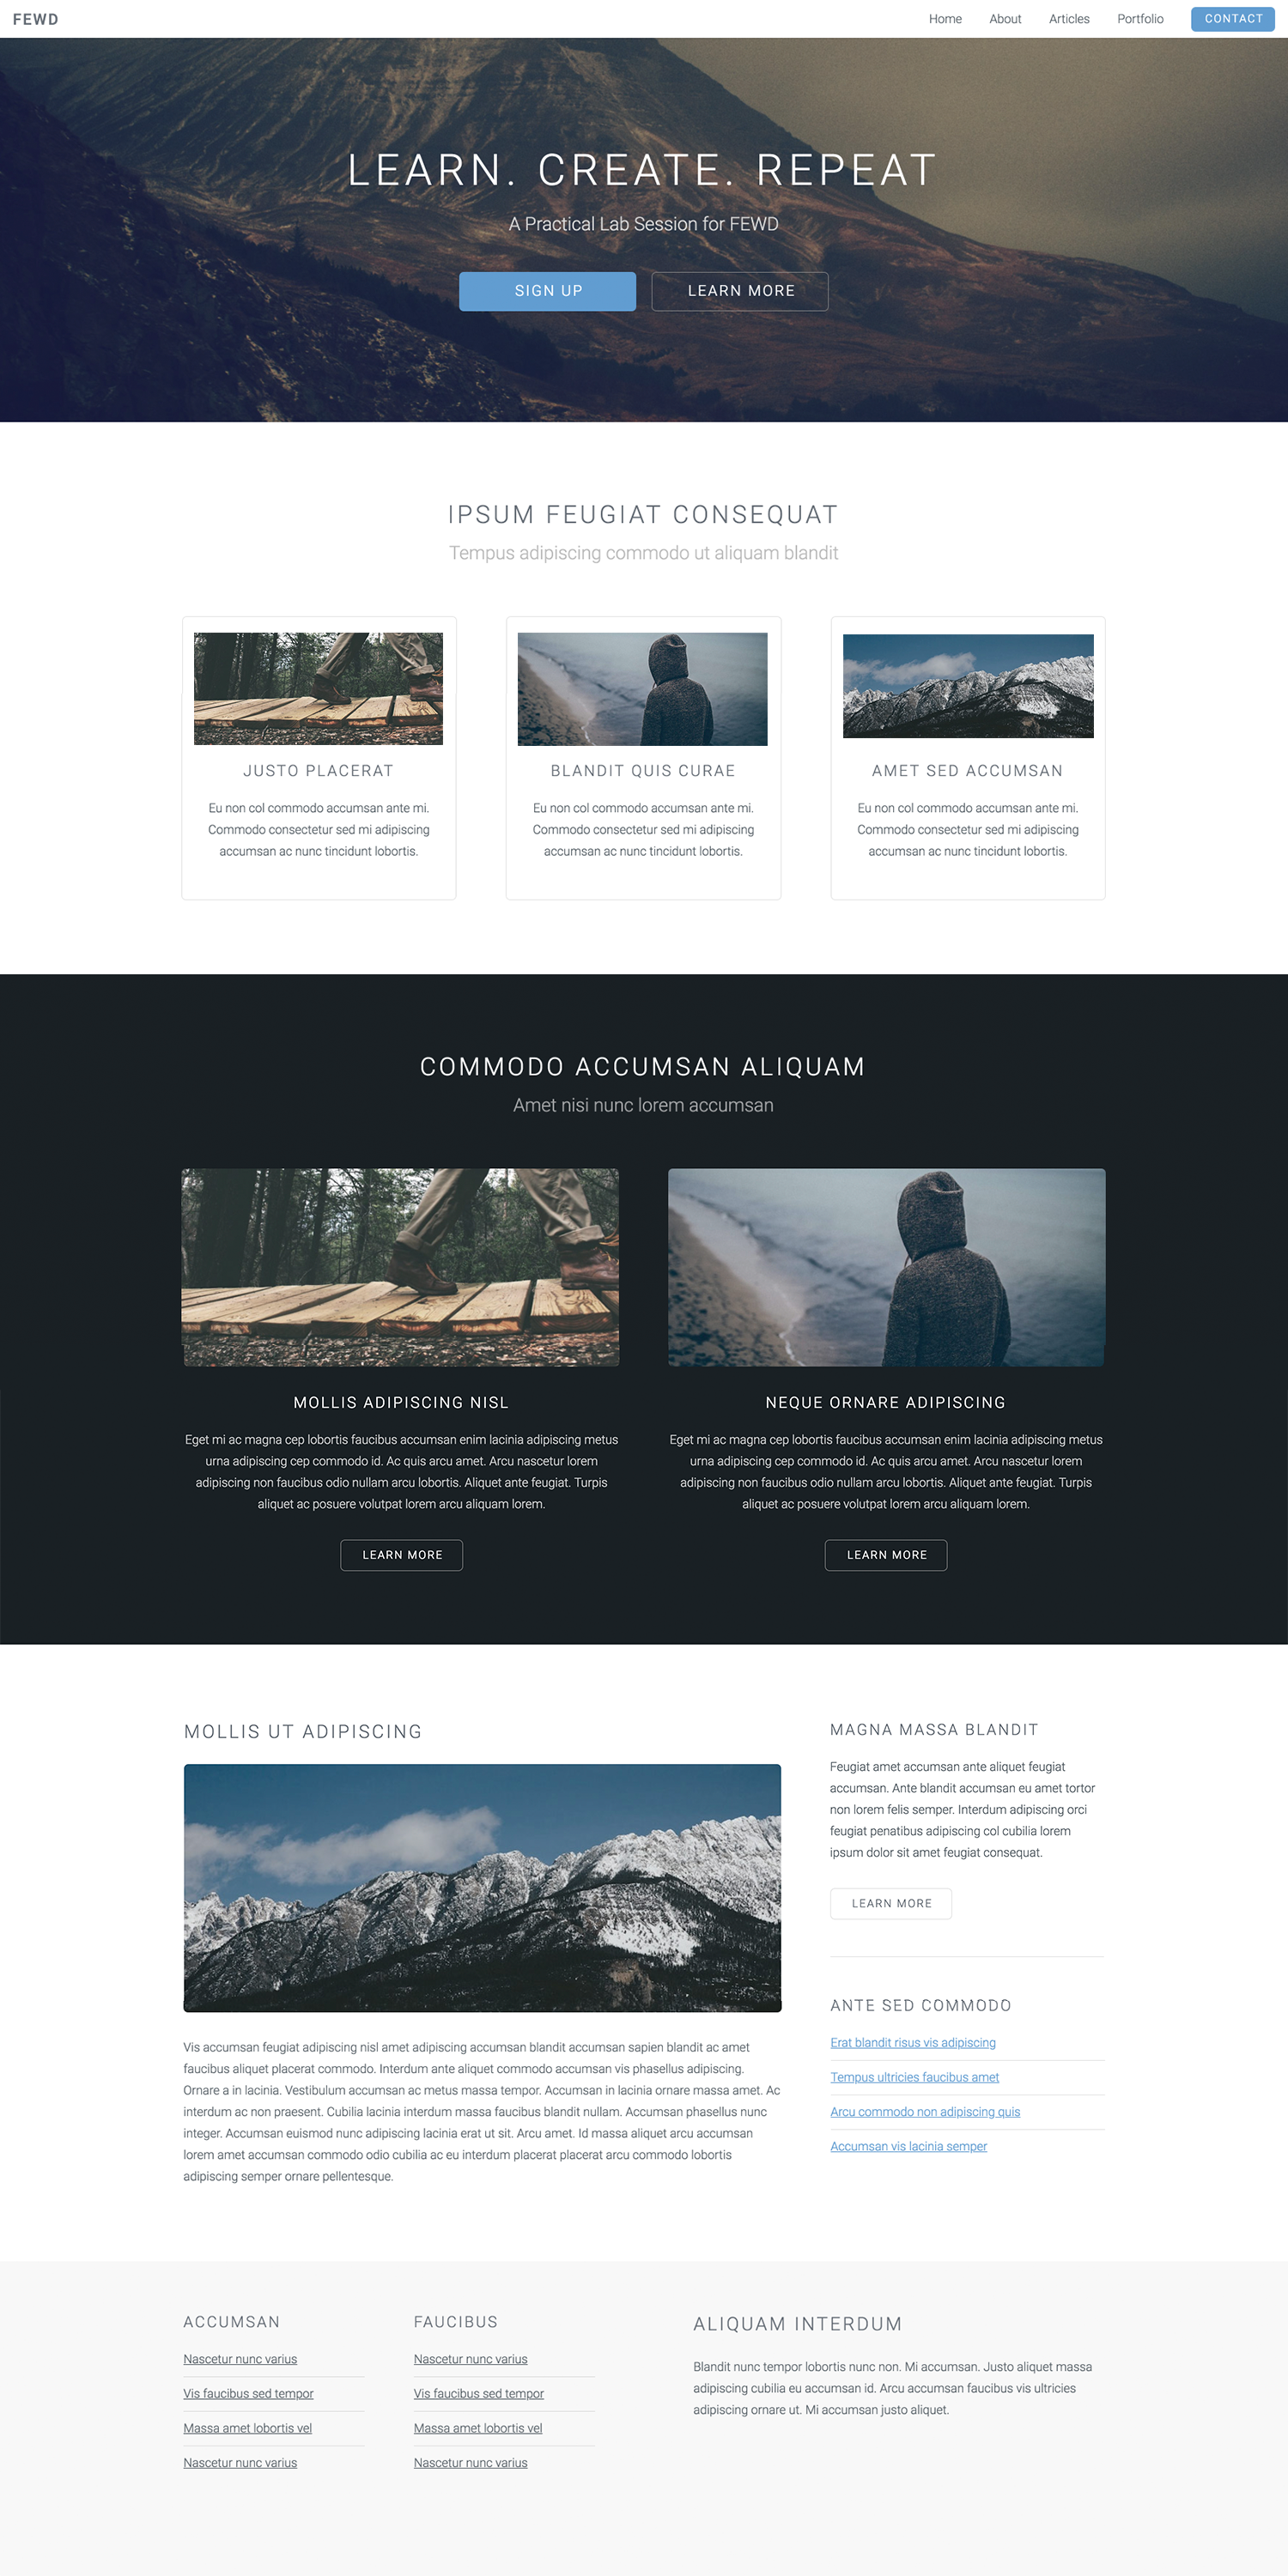 FEWD
Home About Articles Portfolio CONTACT
LEARN. CREATE. REPEAT
A Practical Lab Session for FEWD
SIGN UP LEARN MORE
IPSUM FEUGIAT CONSEQUAT
Tempus adipiscing commodo ut aliquam blandit
JUSTO PLACERAT
Eu non col commodo accumsan ante mi.
Commodo consectetur sed mi adipiscing
accumsan ac nunc tincidunt lobortis.
BLANDIT QUIS CURAE
Eu non col commodo accumsan ante mi.
Commodo consectetur sed mi adipiscing
accumsan ac nunc tincidunt lobortis.
AMET SED ACCUMSAN
Eu non col commodo accumsan ante mi.
Commodo consectetur sed mi adipiscing
accumsan ac nunc tincidunt lobortis.
COMMODO ACCUMSAN ALIQUAM
Amet nisi nunc lorem accumsan
MOLLIS ADIPISCING NISL
Eget mi ac magna cep lobortis faucibus accumsan enim lacinia adipiscing metus
urna adipiscing cep commodo id. Ac quis arcu amet. Arcu nascetur lorem
adipiscing non faucibus odio nullam arcu lobortis. Aliquet ante feugiat. Turpis
aliquet ac posuere volutpat lorem arcu aliquam lorem.
LEARN MORE
NEQUE ORNARE ADIPISCING
Eget mi ac magna cep lobortis faucibus accumsan enim lacinia adipiscing metus
urna adipiscing cep commodo id. Ac quis arcu amet. Arcu nascetur lorem
adipiscing non faucibus odio nullam arcu lobortis. Aliquet ante feugiat. Turpis
aliquet ac posuere volutpat lorem arcu aliquam lorem.
LEARN MORE
MOLLIS UT ADIPISCING
Vis accumsan feugiat adipiscing nisl amet adipiscing accumsan blandit accumsan sapien blandit ac amet
faucibus aliquet placerat commodo. Interdum ante aliquet commodo accumsan vis phasellus adipiscing.
Ornare a in lacinia. Vestibulum accumsan ac metus massa tempor. Accumsan in lacinia ornare massa amet. Ac
interdum ac non praesent. Cubilia lacinia interdum massa faucibus blandit nullam. Accumsan phasellus nunc
integer. Accumsan euismod nunc adipiscing lacinia erat ut sit. Arcu amet. Id massa aliquet arcu accumsan
lorem amet accumsan commodo odio cubilia ac eu interdum placerat placerat arcu commodo lobortis
adipiscing semper ornare pellentesque.
MAGNA MASSA BLANDIT
Feugiat amet accumsan ante aliquet feugiat
accumsan. Ante blandit accumsan eu amet tortor
non lorem felis semper. Interdum adipiscing orci
feugiat penatibus adipiscing col cubilia lorem
ipsum dolor sit amet feugiat consequat.
LEARN MORE
ANTE SED COMMODO
Erat blandit risus vis adipiscing
Tempus ultricies faucibus amet
Arcu commodo non adipiscing quis
Accumsan vis lacinia semper
ACCUMSAN
Nascetur nunc varius
Vis faucibus sed tempor
Massa amet lobortis vel
Nascetur nunc varius
FAUCIBUS
Nascetur nunc varius
Vis faucibus sed tempor
Massa amet lobortis vel
Nascetur nunc varius
ALIQUAM INTERDUM
Blandit nunc tempor lobortis nunc non. Mi accumsan. Justo aliquet massa
adipiscing cubilia eu accumsan id. Arcu accumsan faucibus vis ultricies
adipiscing ornare ut. Mi accumsan justo aliquet.